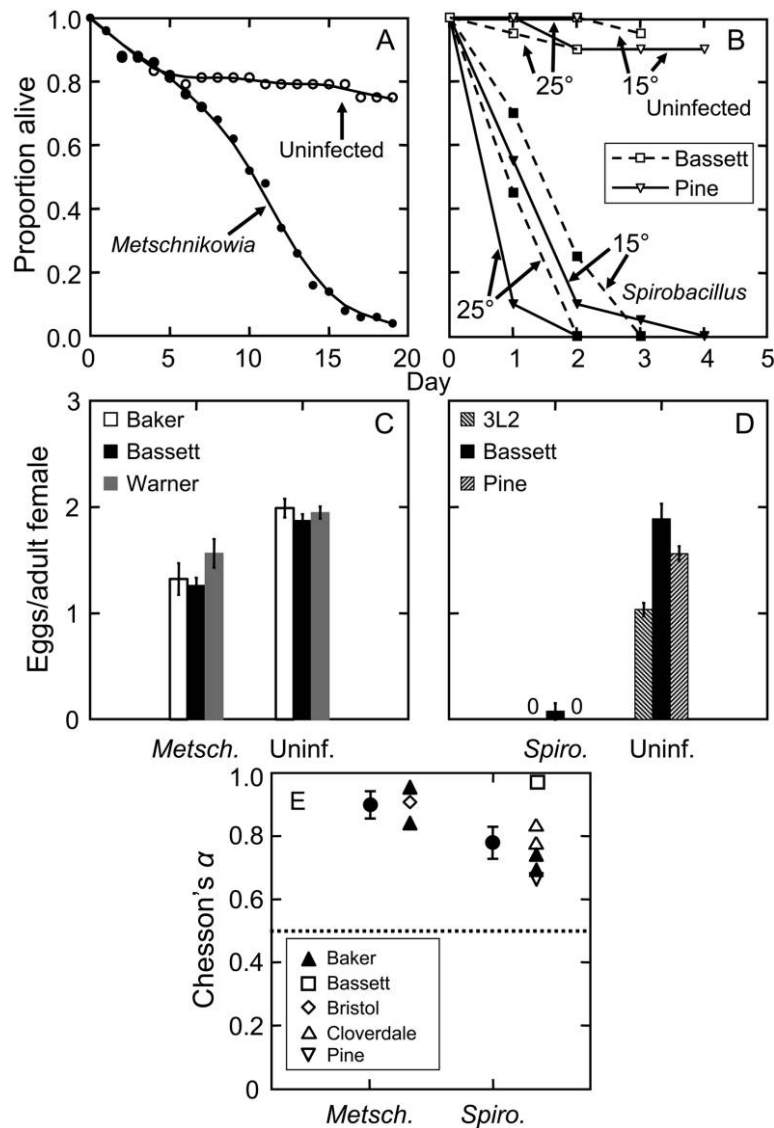 A
1.0
0.8
0.6
0.4
0.2
0.0
Proportion alive
Uninfected
Metschnikowia
0 5 10 15 20
B
25° 15°
Uninfected
Bassett
Pine
15°
25°
Spirobacillus
0 1 2 3 4 5
Day
C
3
2
1
0
Eggs/adult female
Baker
Bassett
Warner
Metsch. Uninf.
D
3L2
Bassett
Pine
0 0
Spiro. Uninf.
E
1.0
0.8
0.6
0.4
0.2
0
Chesson's α
Baker
Bassett
Bristol
Cloverdale
Pine
Metsch. Spiro.